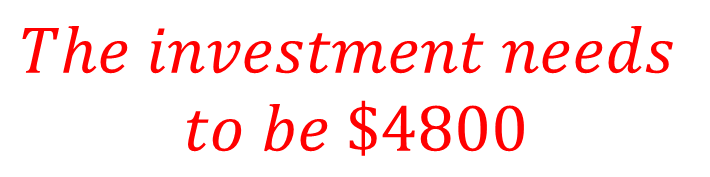 The investment needs
to be $4800